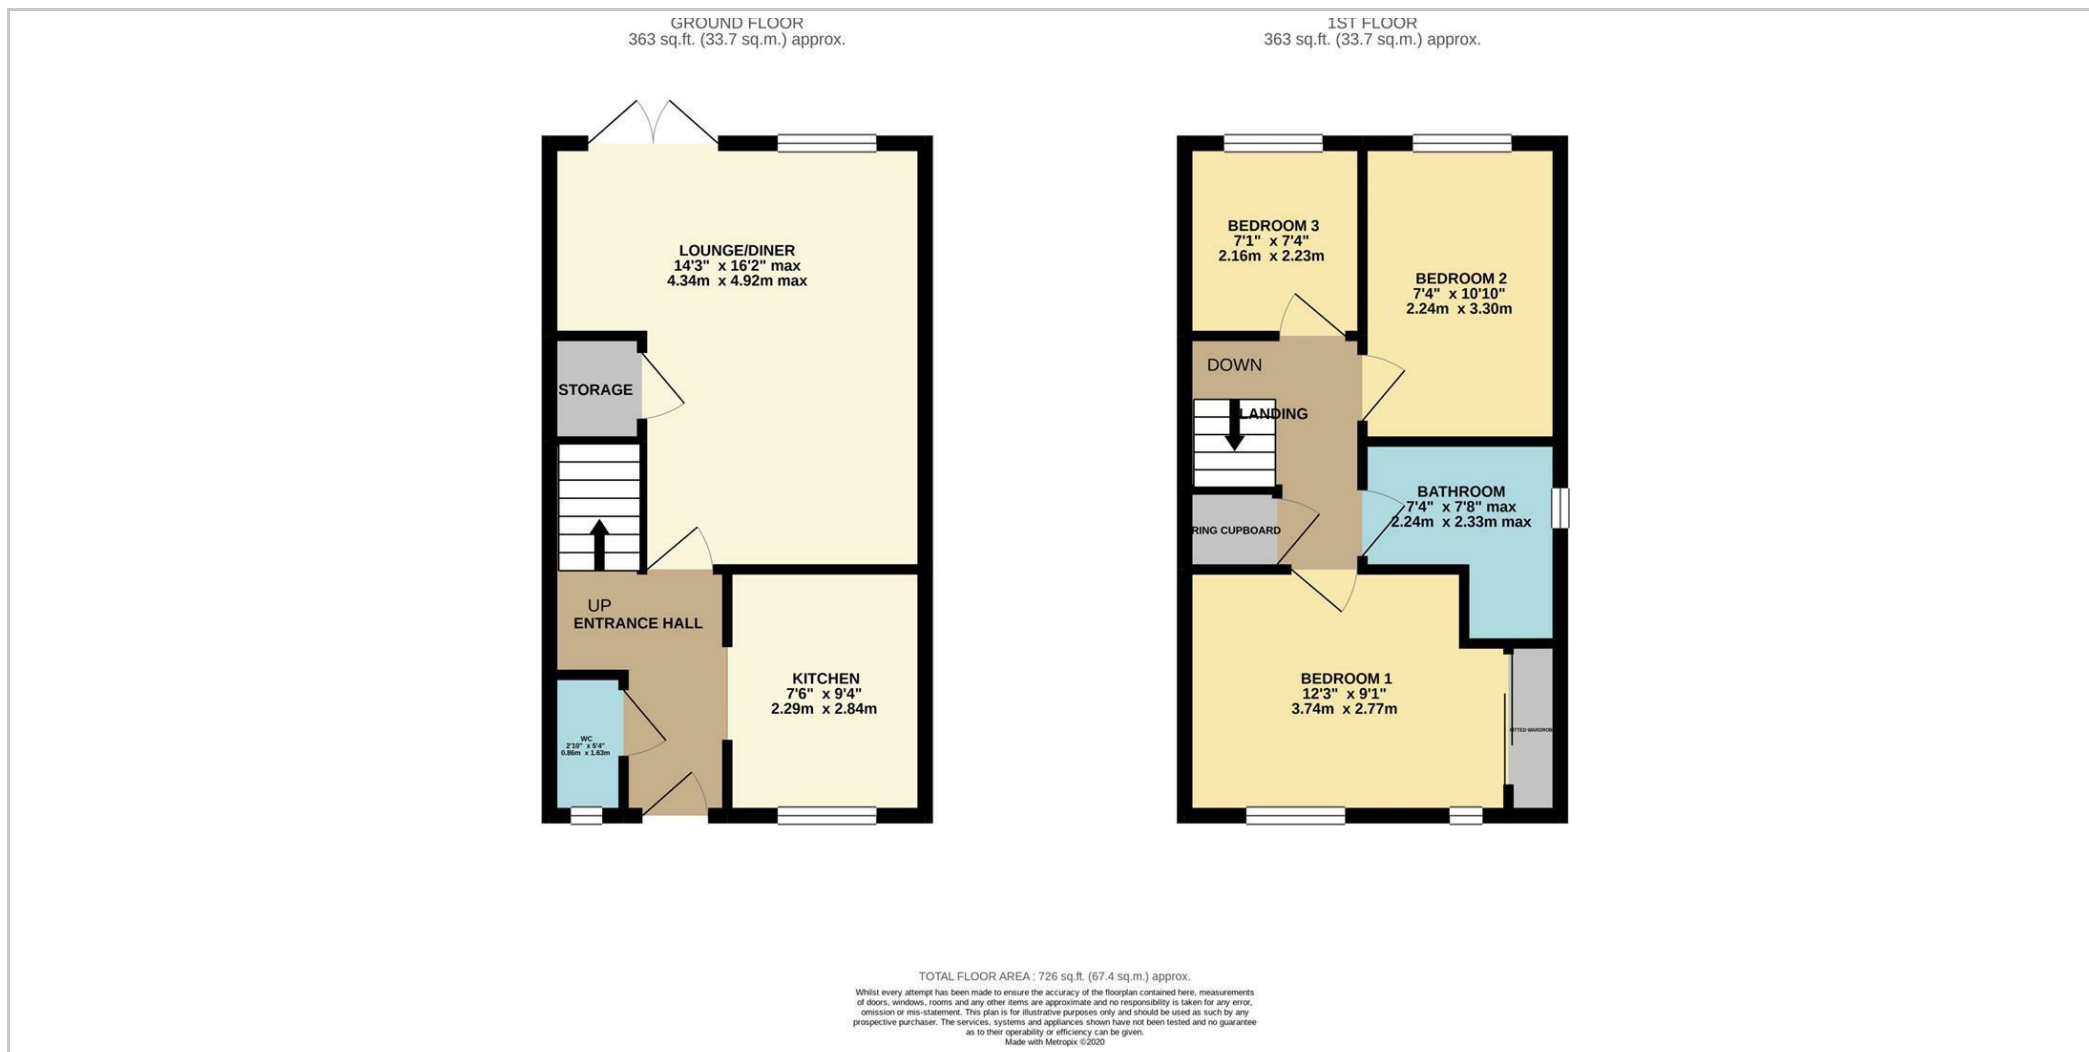 GROUND FLOOR
363 sq.ft. (33.7 sq.m.) approx.
LOUNGE/DINER
14'3" x 16'2" max
4.34m x 4.92m max
STORAGE
UP
ENTRANCE HALL
KITCHEN
7'6" x 9'4"
2.29m x 2.84m
WC
2'10" x 5'4"
0.86m x 1.63m
1ST FLOOR
363 sq.ft. (33.7 sq.m.) approx.
BEDROOM 3
7'1" x 7'4"
2.16m x 2.23m
BEDROOM 2
7'4" x 10'10"
2.24m x 3.30m
DOWN
LANDING
BATHROOM
7'4" x 7'8" max
2.24m x 2.33m max
RING CUPBOARD
BEDROOM 1
12'3" x 9'1"
3.74m x 2.77m
ITTED WARDROB
TOTAL FLOOR AREA : 726 sq.ft. (67.4 sq.m.) approx.
Whilst every attempt has been made to ensure the accuracy of the floorplan contained here, measurements
of doors, windows, rooms and any other items are approximate and no responsibility is taken for any error,
omission or mis-statement. This plan is for illustrative purposes only and should be used as such by any
prospective purchaser. The services, systems and appliances shown have not been tested and no guarantee
as to their operability or efficiency can be given.
Made with Metropix ©2020